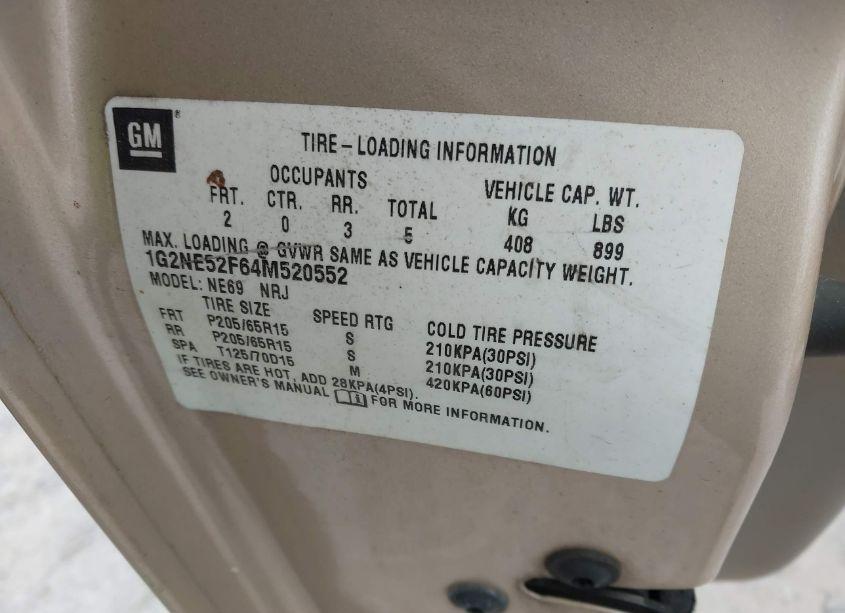 GM
TIRE – LOADING INFORMATION
OCCUPANTS VEHICLE CAP. WT.
FRT. CTR. RR. TOTAL KG LBS
2 0 3 5 408 899
MAX. LOADING @ GVWR SAME AS VEHICLE CAPACITY WEIGHT.
1G2NE52F64M520552
MODEL: NE69 NRJ
TIRE SIZE SPEED RTG COLD TIRE PRESSURE
FRT P205/65R15 S 210KPA(30PSI)
RR P205/65R15 S 210KPA(30PSI)
SPA T125/70D15 M 420KPA(60PSI)
IF TIRES ARE HOT, ADD 28KPA(4PSI).
SEE OWNER'S MANUAL FOR MORE INFORMATION.